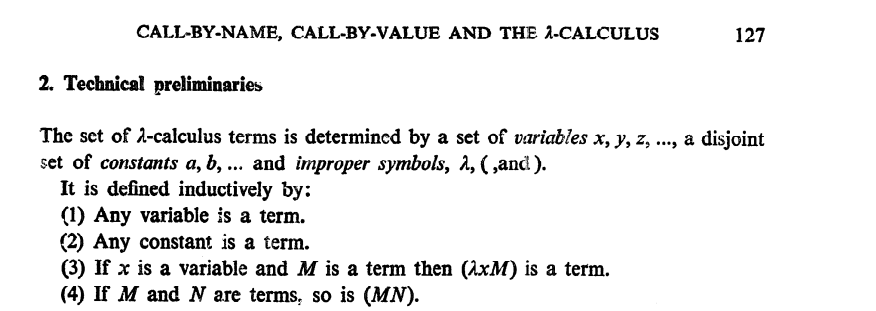 CALL-BY-NAME, CALL-BY-VALUE AND THE λ-CALCULUS 127
2. Technical preliminaries
The set of λ-calculus terms is determined by a set of variables x, y, z, ..., a disjoint
set of constants a, b, ... and improper symbols, λ, ( ,and ).
It is defined inductively by:
(1) Any variable is a term.
(2) Any constant is a term.
(3) If x is a variable and M is a term then (λxM) is a term.
(4) If M and N are terms, so is (MN).